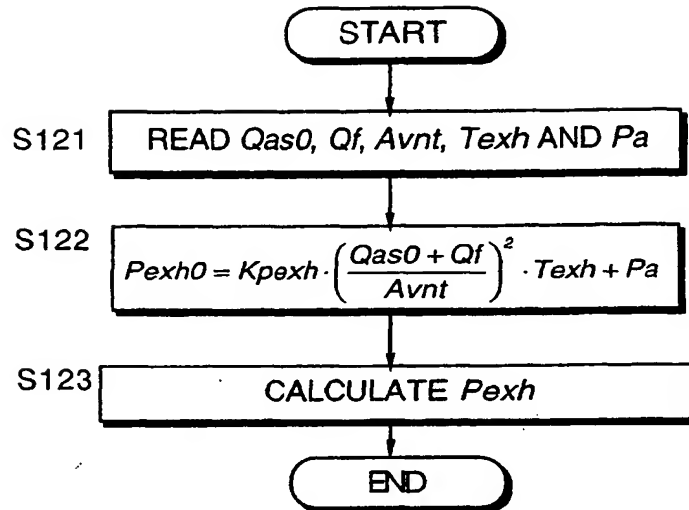 START
S121
READ Qas0, Qf, Avnt, Texh AND Pa
S122
Pexh0 = Kpexh · ( (Qas0 + Qf) / Avnt )² · Texh + Pa
S123
CALCULATE Pexh
END